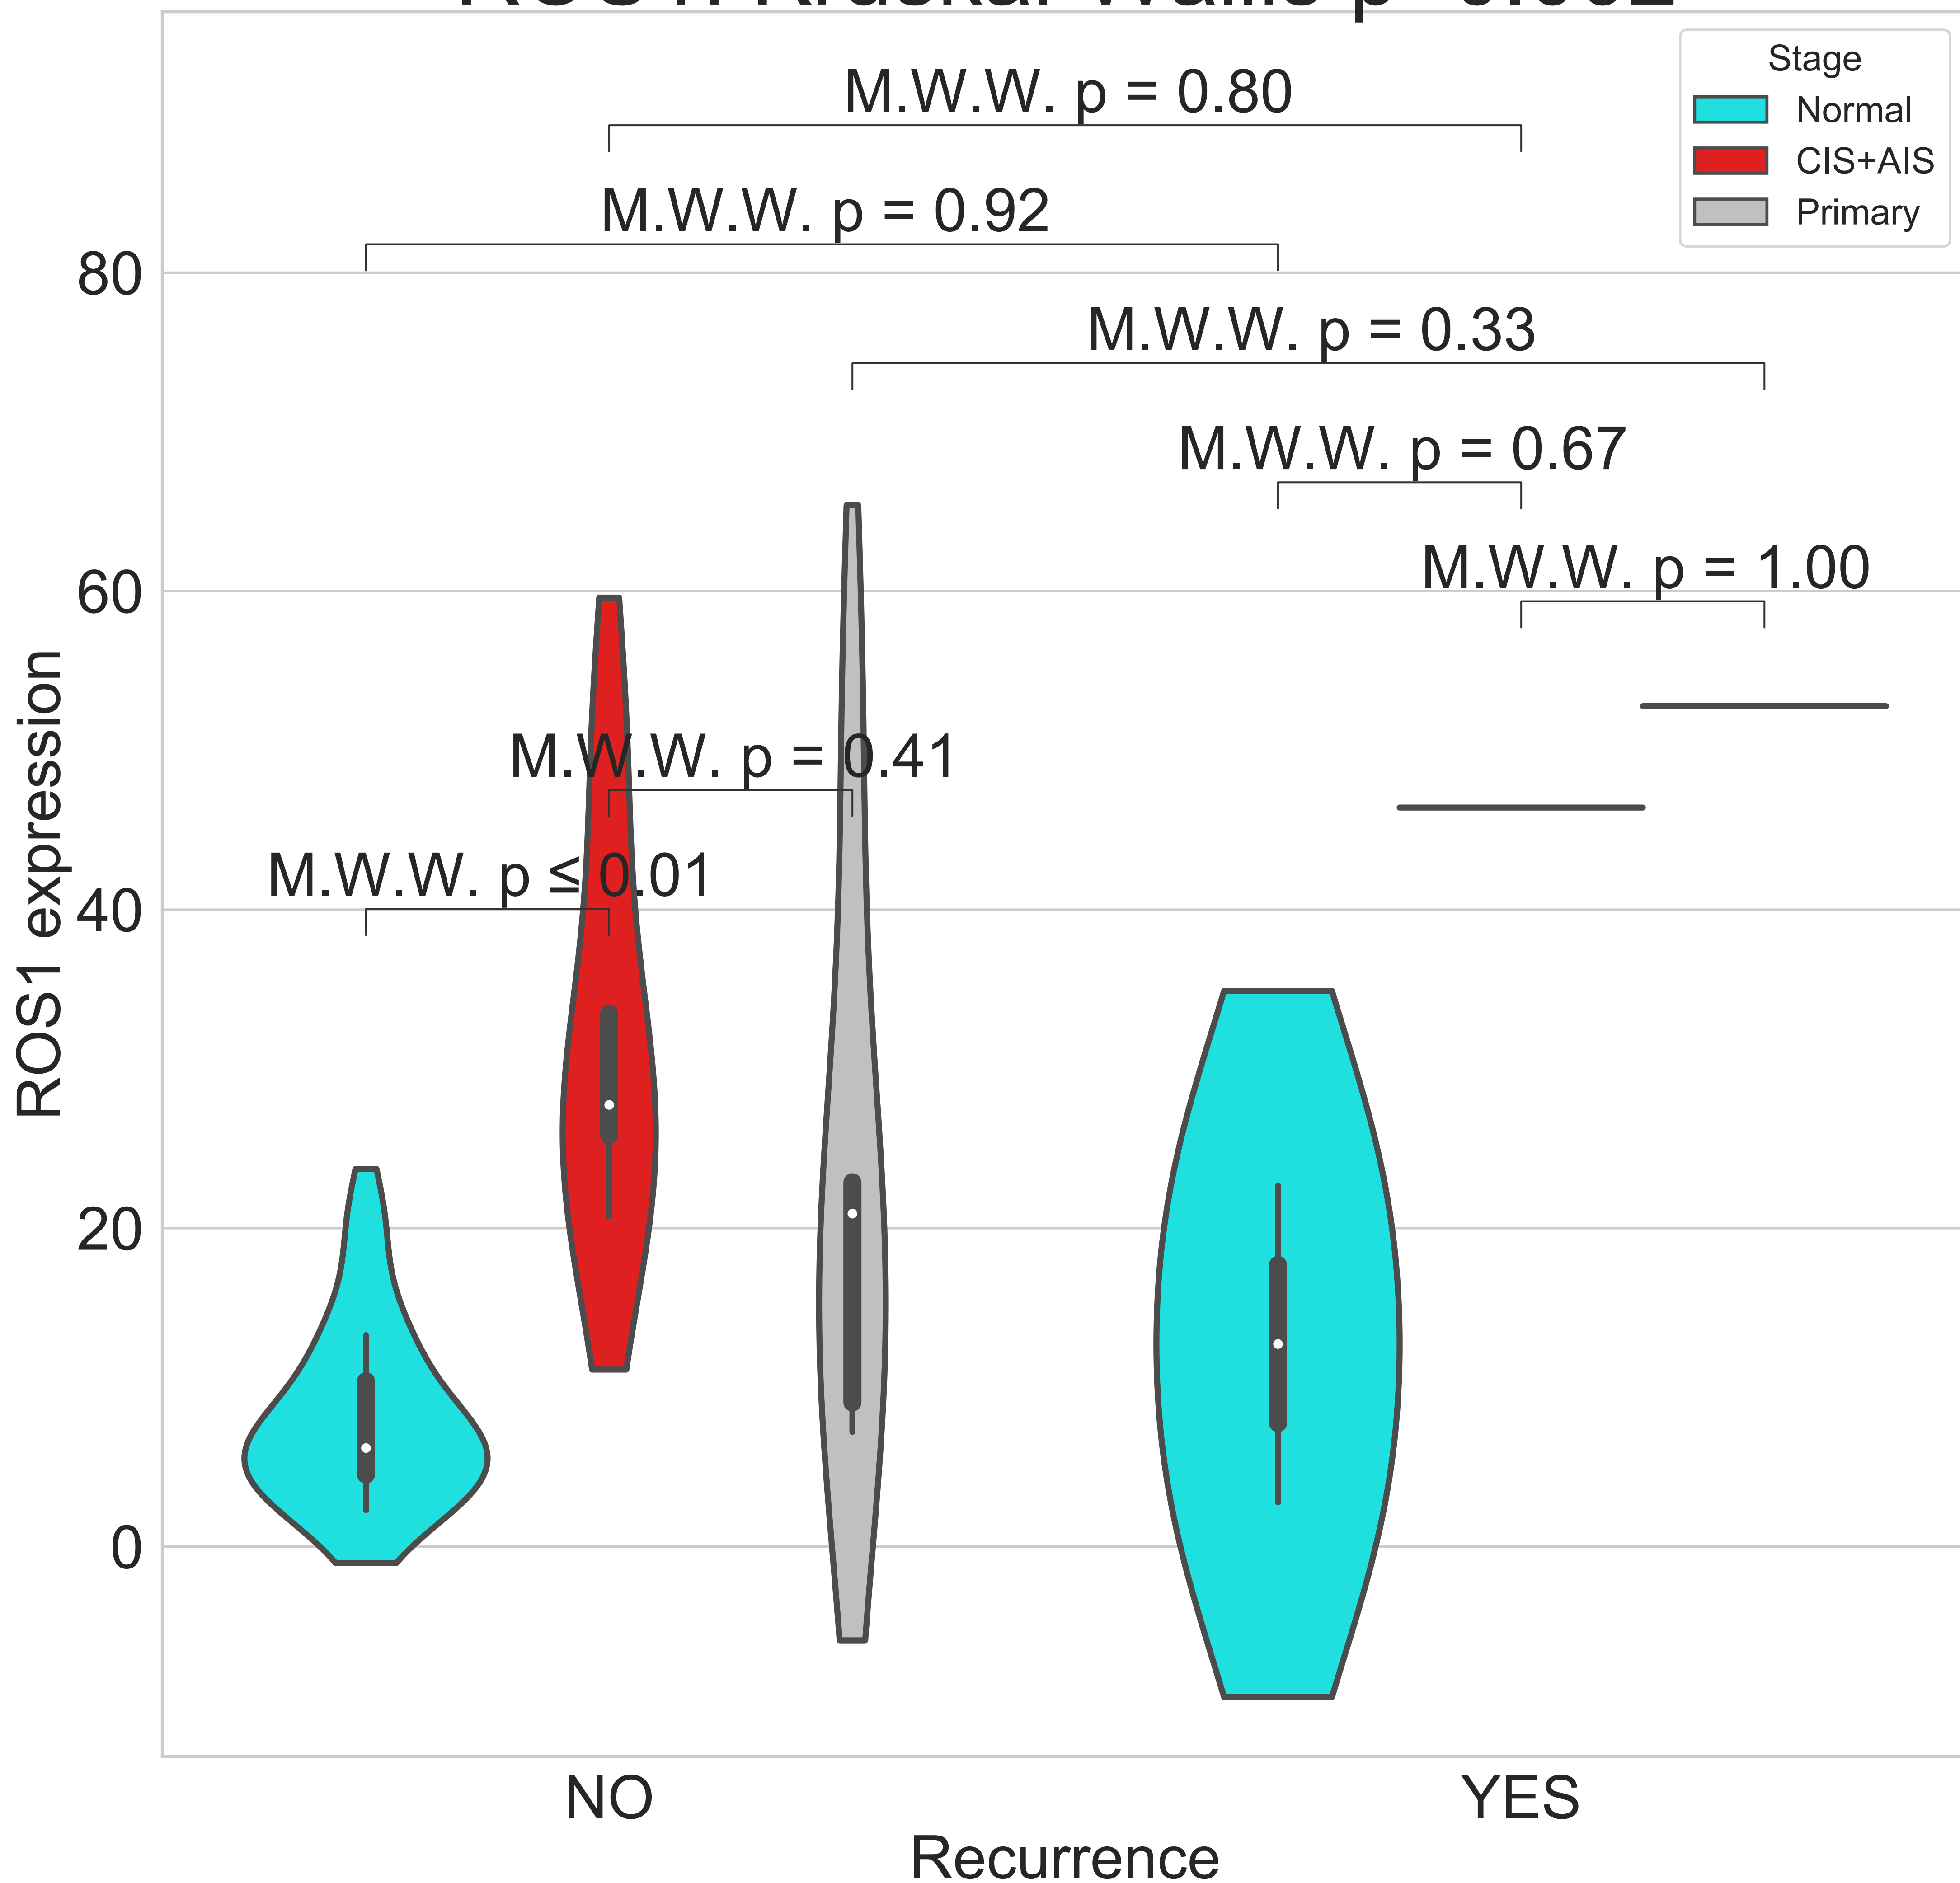 Stage
Normal
CIS+AIS
Primary
M.W.W. p = 0.80
M.W.W. p = 0.92
M.W.W. p = 0.33
M.W.W. p = 0.67
M.W.W. p = 1.00
M.W.W. p = 0.41
M.W.W. p ≤ 0.01
80
60
40
20
0
ROS1 expression
NO
YES
Recurrence